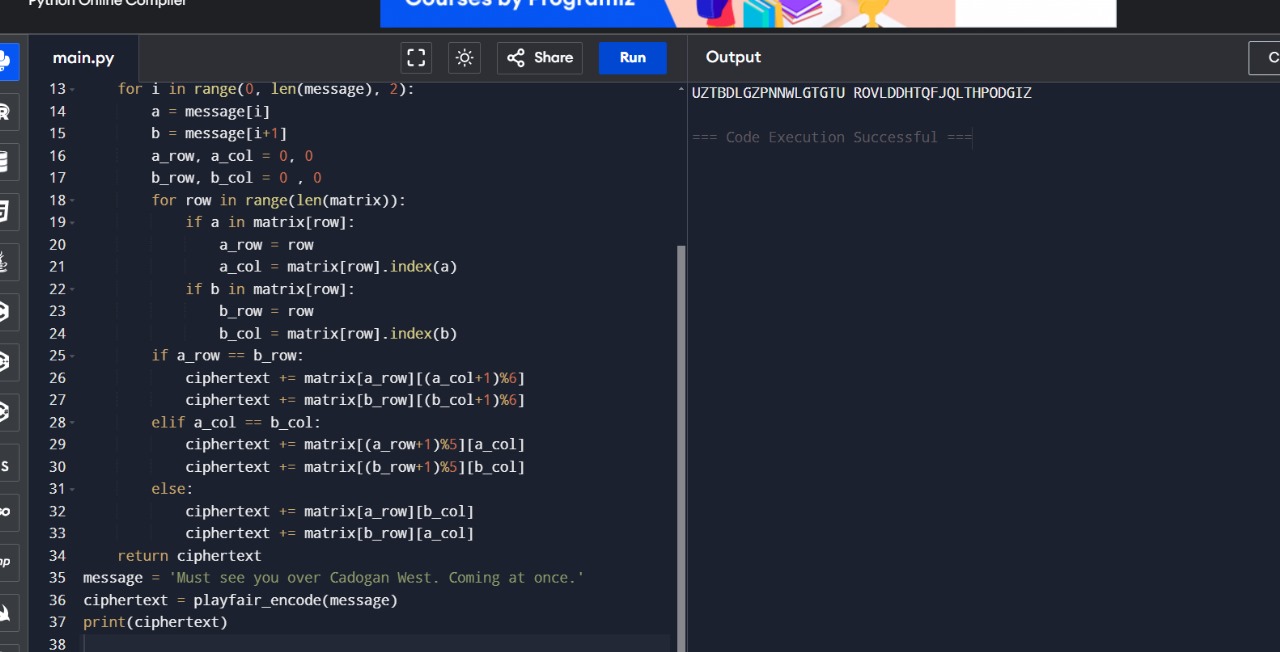 Python Online Compiler
Courses by Programiz
main.py
Share
Run
Output
C
13 for i in range(0, len(message), 2):
14 a = message[i]
15 b = message[i+1]
16 a_row, a_col = 0, 0
17 b_row, b_col = 0 , 0
18 for row in range(len(matrix)):
19 if a in matrix[row]:
20 a_row = row
21 a_col = matrix[row].index(a)
22 if b in matrix[row]:
23 b_row = row
24 b_col = matrix[row].index(b)
25 if a_row == b_row:
26 ciphertext += matrix[a_row][(a_col+1)%6]
27 ciphertext += matrix[b_row][(b_col+1)%6]
28 elif a_col == b_col:
29 ciphertext += matrix[(a_row+1)%5][a_col]
30 ciphertext += matrix[(b_row+1)%5][b_col]
31 else:
32 ciphertext += matrix[a_row][b_col]
33 ciphertext += matrix[b_row][a_col]
34 return ciphertext
35 message = 'Must see you over Cadogan West. Coming at once.'
36 ciphertext = playfair_encode(message)
37 print(ciphertext)
38
UZTBDLGZPNNWLGTGTU ROVLDDHTQFJQLTHPODGIZ
=== Code Execution Successful ===